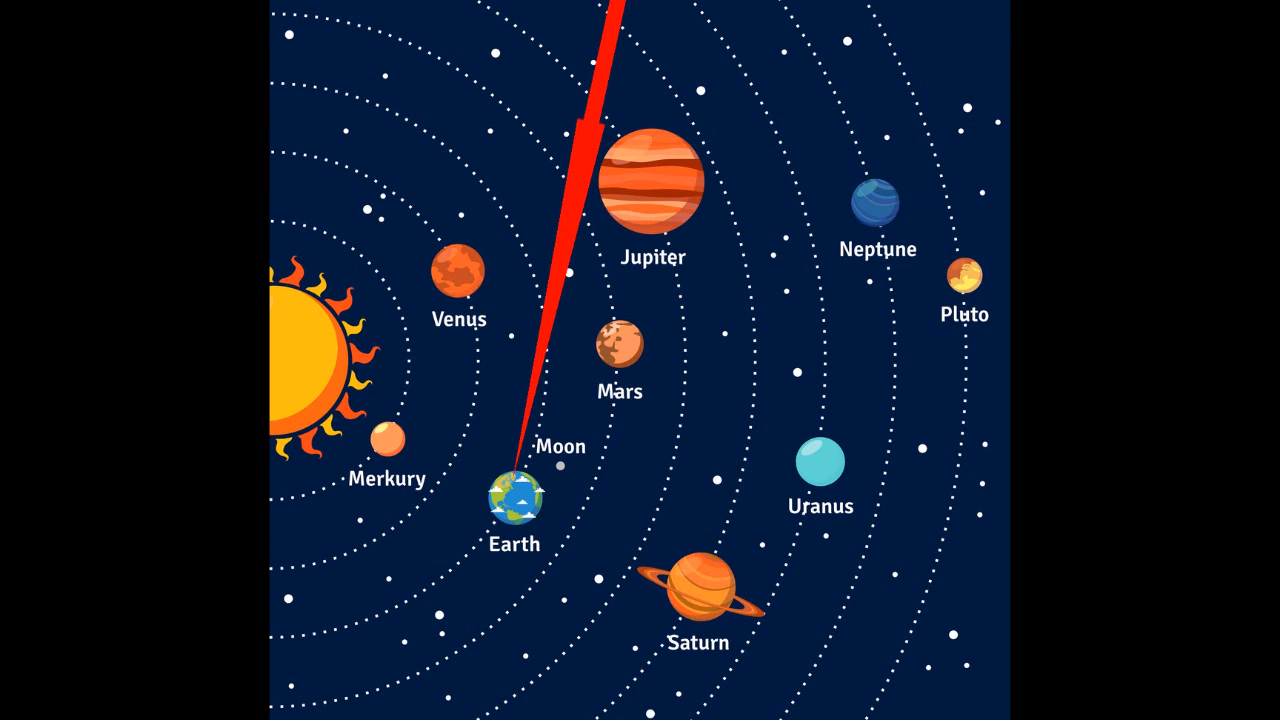 Neptune
Jupiter
Pluto
Venus
Mars
Moon
Merkury
Uranus
Earth
Saturn